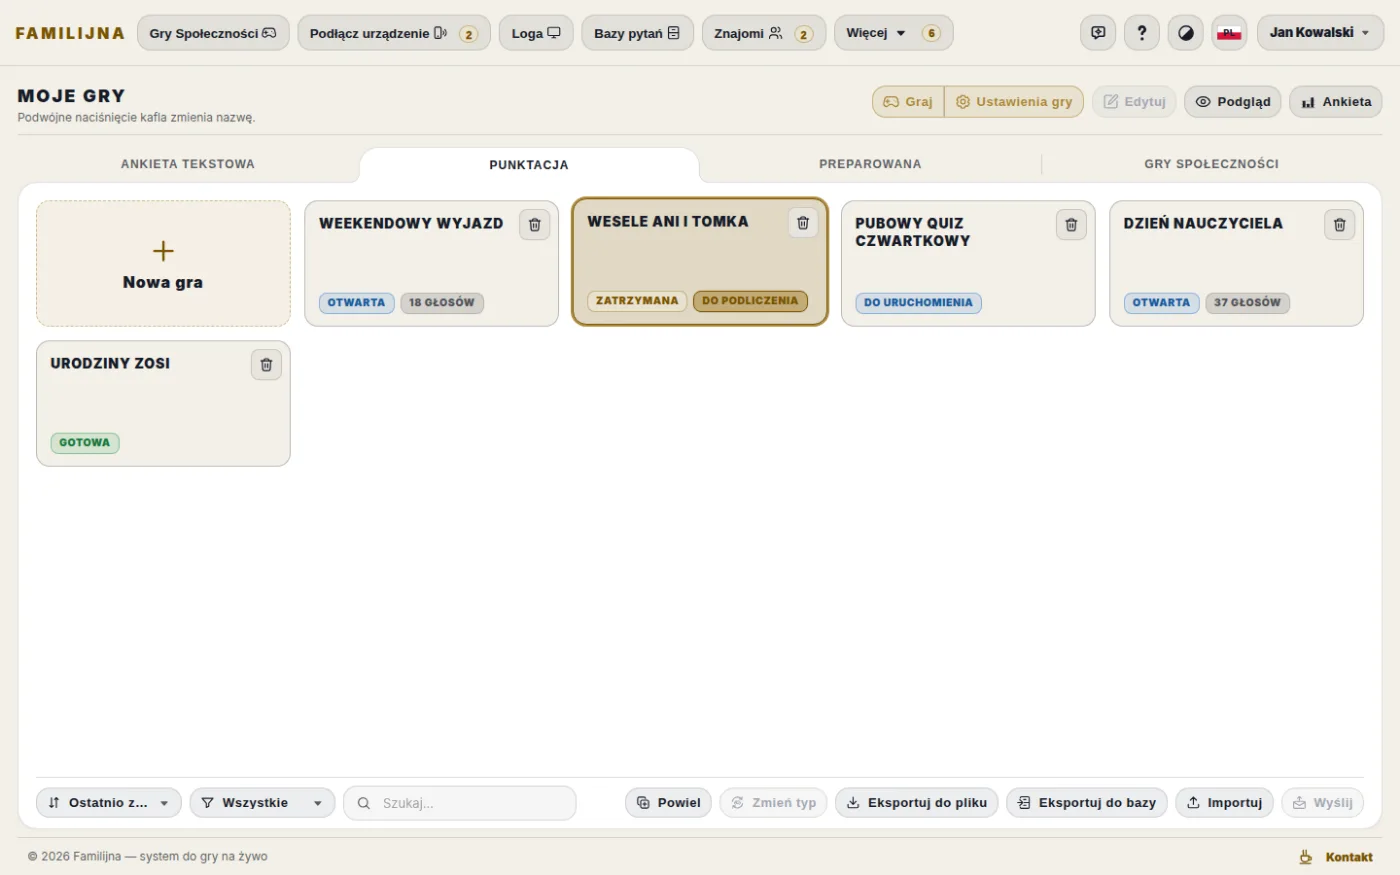 FAMILIJNA
Gry Społeczności
Podłącz urządzenie 2
Loga
Bazy pytań
Znajomi 2
Więcej 6
?
PL
Jan Kowalski
MOJE GRY
Podwójne naciśnięcie kafla zmienia nazwę.
Graj
Ustawienia gry
Edytuj
Podgląd
Ankieta
ANKIETA TEKSTOWA
PUNKTACJA
PREPAROWANA
GRY SPOŁECZNOŚCI
Nowa gra
WEEKENDOWY WYJAZD
OTWARTA
18 GŁOSÓW
WESELE ANI I TOMKA
ZATRZYMANA
DO PODLICZENIA
PUBOWY QUIZ
CZWARTKOWY
DO URUCHOMIENIA
DZIEŃ NAUCZYCIELA
OTWARTA
37 GŁOSÓW
URODZINY ZOSI
GOTOWA
Ostatnio z...
Wszystkie
Szukaj...
Powiel
Zmień typ
Eksportuj do pliku
Eksportuj do bazy
Importuj
Wyślij
© 2026 Familijna — system do gry na żywo
Kontakt